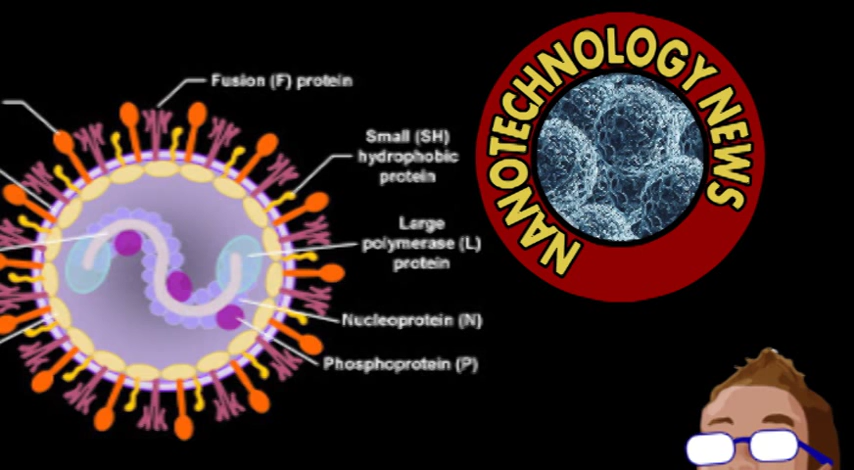 Fusion (F) protein
Small (SH)
hydrophobic
protein
Large
polymerase (L)
protein
Nucleoprotein (N)
Phosphoprotein (P)
NANOTECHNOLOGY NEWS